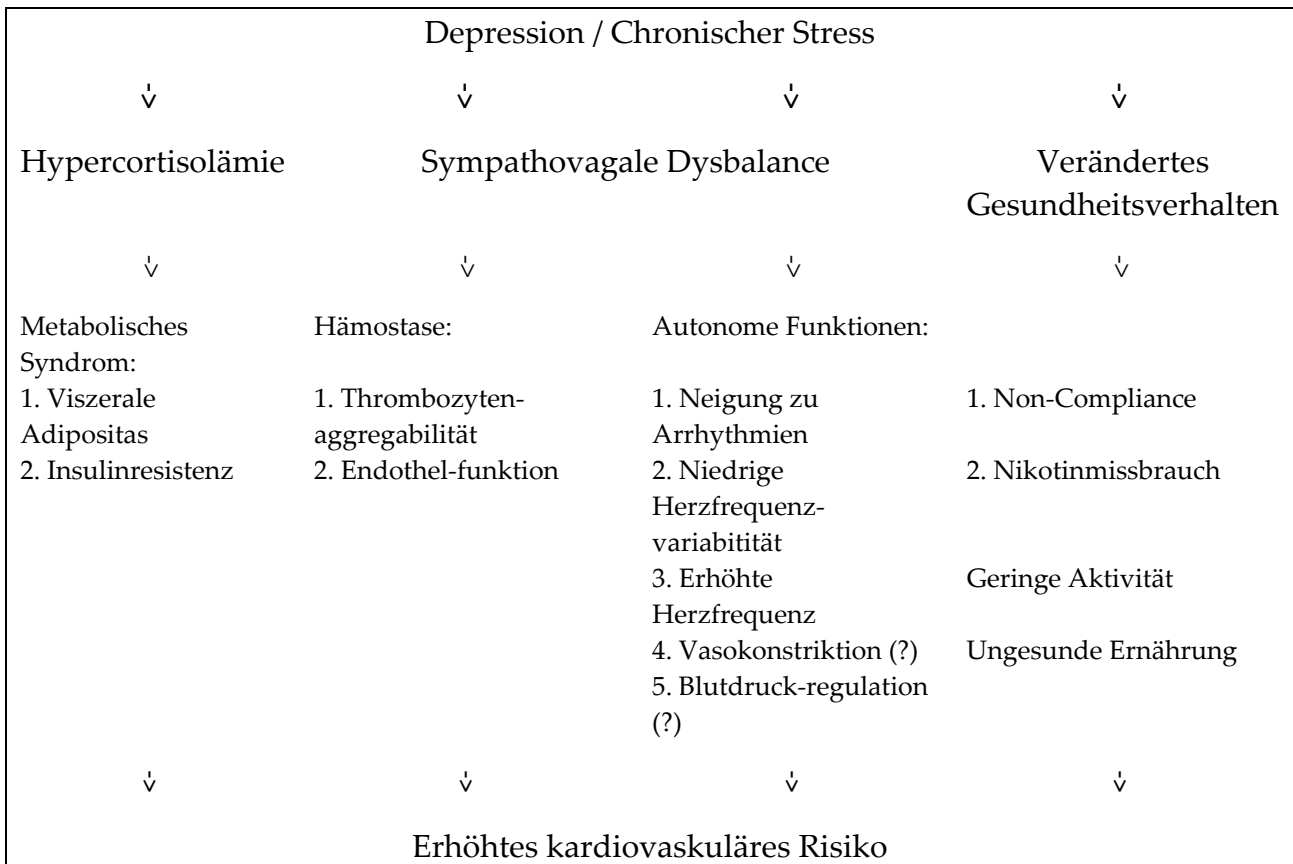 Depression / Chronischer Stress
Hypercortisolämie
Sympathovagale Dysbalance
Verändertes
Gesundheitsverhalten
Metabolisches
Syndrom:
1. Viszerale
Adipositas
2. Insulinresistenz
Hämostase:
1. Thrombozyten-
aggregabilität
2. Endothel-funktion
Autonome Funktionen:
1. Neigung zu
Arrhythmien
2. Niedrige
Herzfrequenz-
variabitität
3. Erhöhte
Herzfrequenz
4. Vasokonstriktion (?)
5. Blutdruck-regulation
(?)
1. Non-Compliance
2. Nikotinmissbrauch
Geringe Aktivität
Ungesunde Ernährung
Erhöhtes kardiovaskuläres Risiko